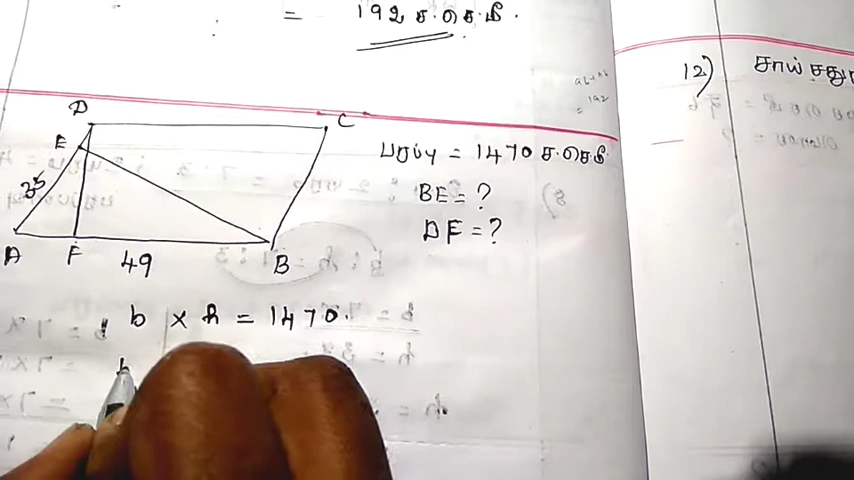 = 192 ச.செ.மீ.
12) சாய்சது
D
C
E
35
A
F
49
B
பரப்பு = 1470 ச.செ.மீ
BE = ?
DF = ?
b × h = 1470.